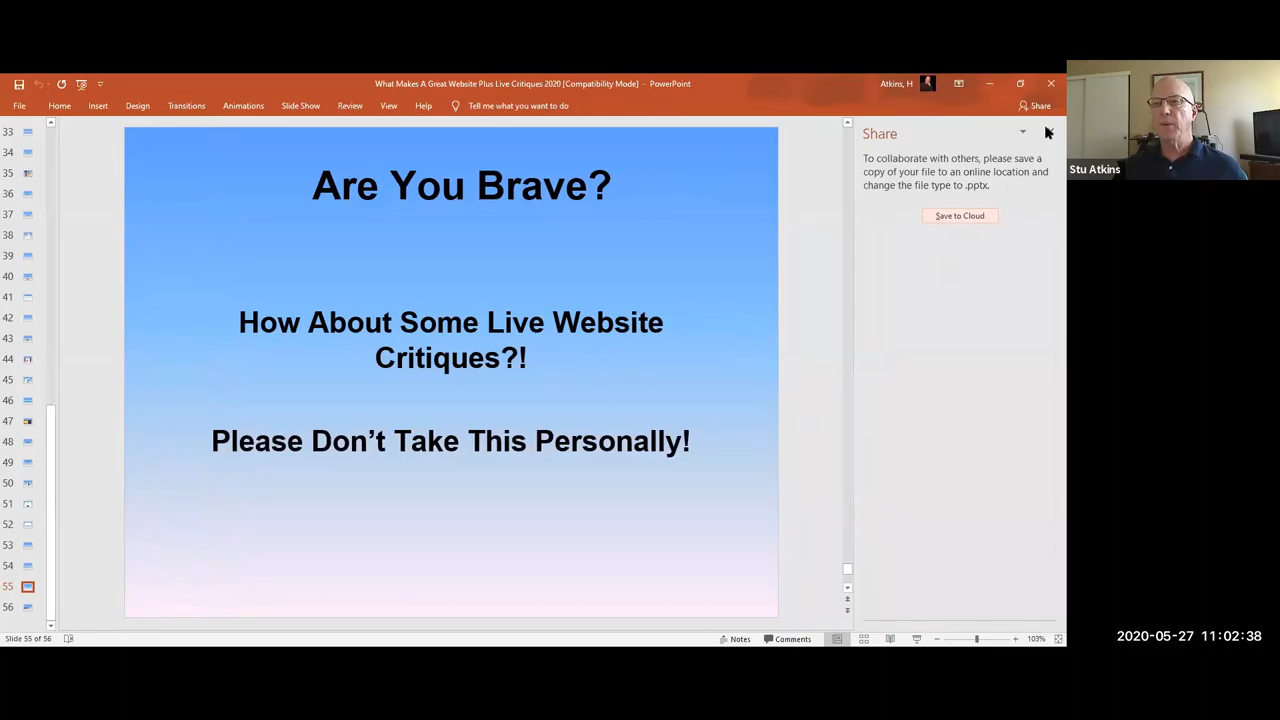 What Makes A Great Website Plus Live Critiques 2020 [Compatibility Mode] - PowerPoint
Atkins, H
File Home Insert Design Transitions Animations Slide Show Review View Help Tell me what you want to do
Share
33
34
35
36
37
38
39
40
41
42
43
44
45
46
47
48
49
50
51
52
53
54
55
56
Are You Brave?
How About Some Live Website
Critiques?!
Please Don’t Take This Personally!
Share
To collaborate with others, please save a
copy of your file to an online location and
change the file type to .pptx.
Save to Cloud
Stu Atkins
Slide 55 of 56
Notes
Comments
103%
2020-05-27 11:02:38